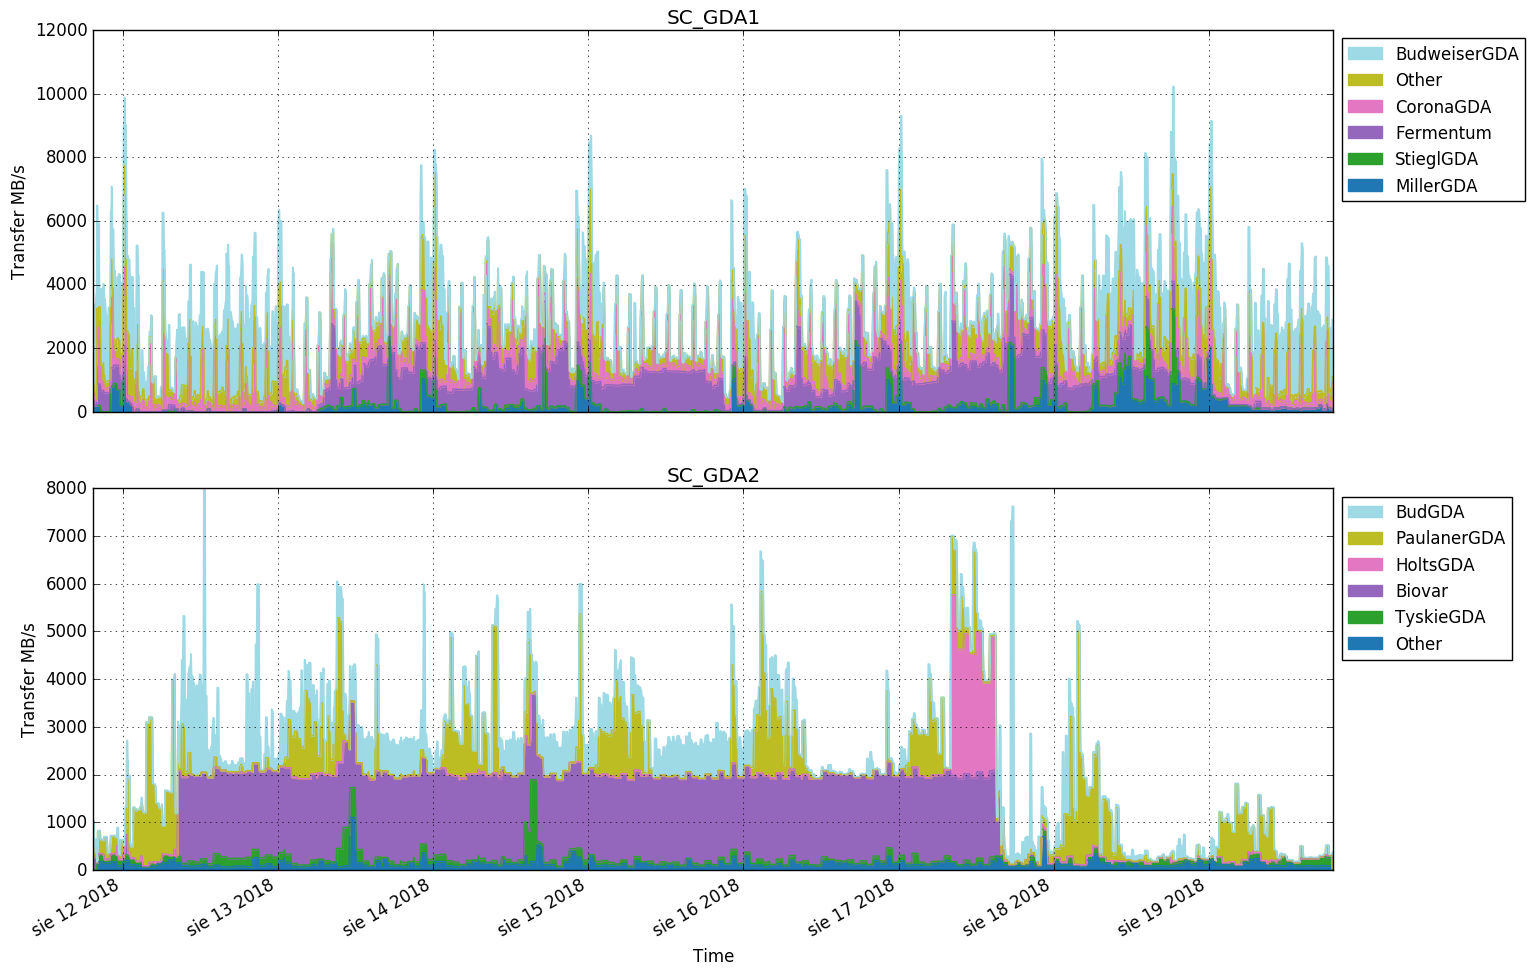 SC_GDA1
12000
10000
8000
6000
4000
2000
0
Transfer MB/s
BudweiserGDA
Other
CoronaGDA
Fermentum
StieglGDA
MillerGDA
SC_GDA2
8000
7000
6000
5000
4000
3000
2000
1000
0
Transfer MB/s
BudGDA
PaulanerGDA
HoltsGDA
Biovar
TyskieGDA
Other
sie 12 2018
sie 13 2018
sie 14 2018
sie 15 2018
sie 16 2018
sie 17 2018
sie 18 2018
sie 19 2018
Time